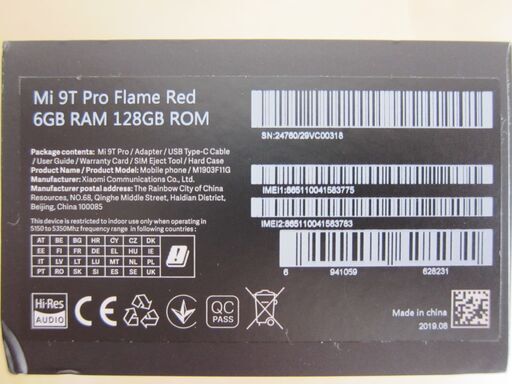 Mi 9T Pro Flame Red
6GB RAM 128GB ROM
Package contents: Mi 9T Pro / Adapter / USB Type-C Cable
/ User Guide / Warranty Card / SIM Eject Tool / Hard Case
Product Name / Product Model: Mobile phone / M1903F11G
Manufacturer: Xiaomi Communications Co., Ltd.
Manufacturer address: The Rainbow City of China
Resources, NO.68, Qinghe Middle Street, Haidian District,
Beijing, China 100085
This device is restricted to indoor use only when operating in
5150 to 5350Mhz frequency range in following countries:
AT BE BG HR CY CZ DK
EE FI FR DE EL HU IE
IT LV LT LU MT NL PL
PT RO SK SI ES SE UK
Hi-Res
AUDIO
CE
QC
PASS
SN:24760/29VC00318
IMEI1:865110041583775
IMEI2:865110041583783
6 941059 628231
Made in china
2019.08